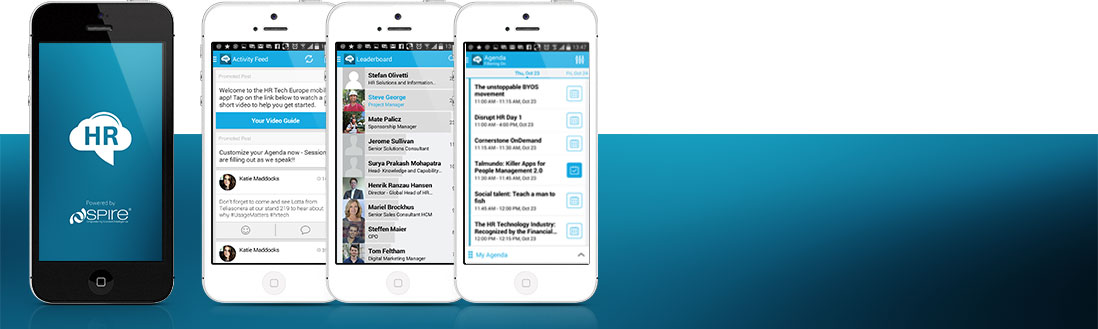 HR
Powered by
SPIRE
Activity Feed
Promoted Post
Welcome to the HR Tech Europe mobi
app! Tap on the link below to watch a
short video to help you get started.
Your Video Guide
Promoted Post
Customize your Agenda now - Session
are filling out as we speak!!
Katie Maddocks
Don't forget to come and see Lotta from
Teliasonera at our stand 219 to hear about
why #UsageMatters #hrtech.
Katie Maddocks
Leaderboard
Stefan Olivetti
HR Solutions and Information...
Steve George
Project Manager
Mate Palicz
Sponsorship Manager
Jerome Sullivan
Senior Solutions Consultant
Surya Prakash Mohapatra
Head- Knowledge and Capability...
Henrik Ranzau Hansen
Director - Global Head of HR...
Mariel Brockhus
Senior Sales Consultant HCM
Steffen Maier
CPO
Tom Feltham
Digital Marketing Manager
13:47
Agenda
Filtering On
Thu, Oct 23
Fri, Oct 24
The unstoppable BYOS
movement
11:00 AM - 11:15 AM, Oct 23
Disrupt HR Day 1
11:00 AM - 4:00 PM, Oct 23
Cornerstone OnDemand
11:15 AM - 11:30 AM, Oct 23
Talmundo: Killer Apps for
People Management 2.0
11:30 AM - 11:45 AM, Oct 23
Social talent: Teach a man to
fish
11:45 AM - 12:00 PM, Oct 23
The HR Technology Industry:
Recognized by the Financial...
12:00 PM - 12:15 PM, Oct 23
My Agenda